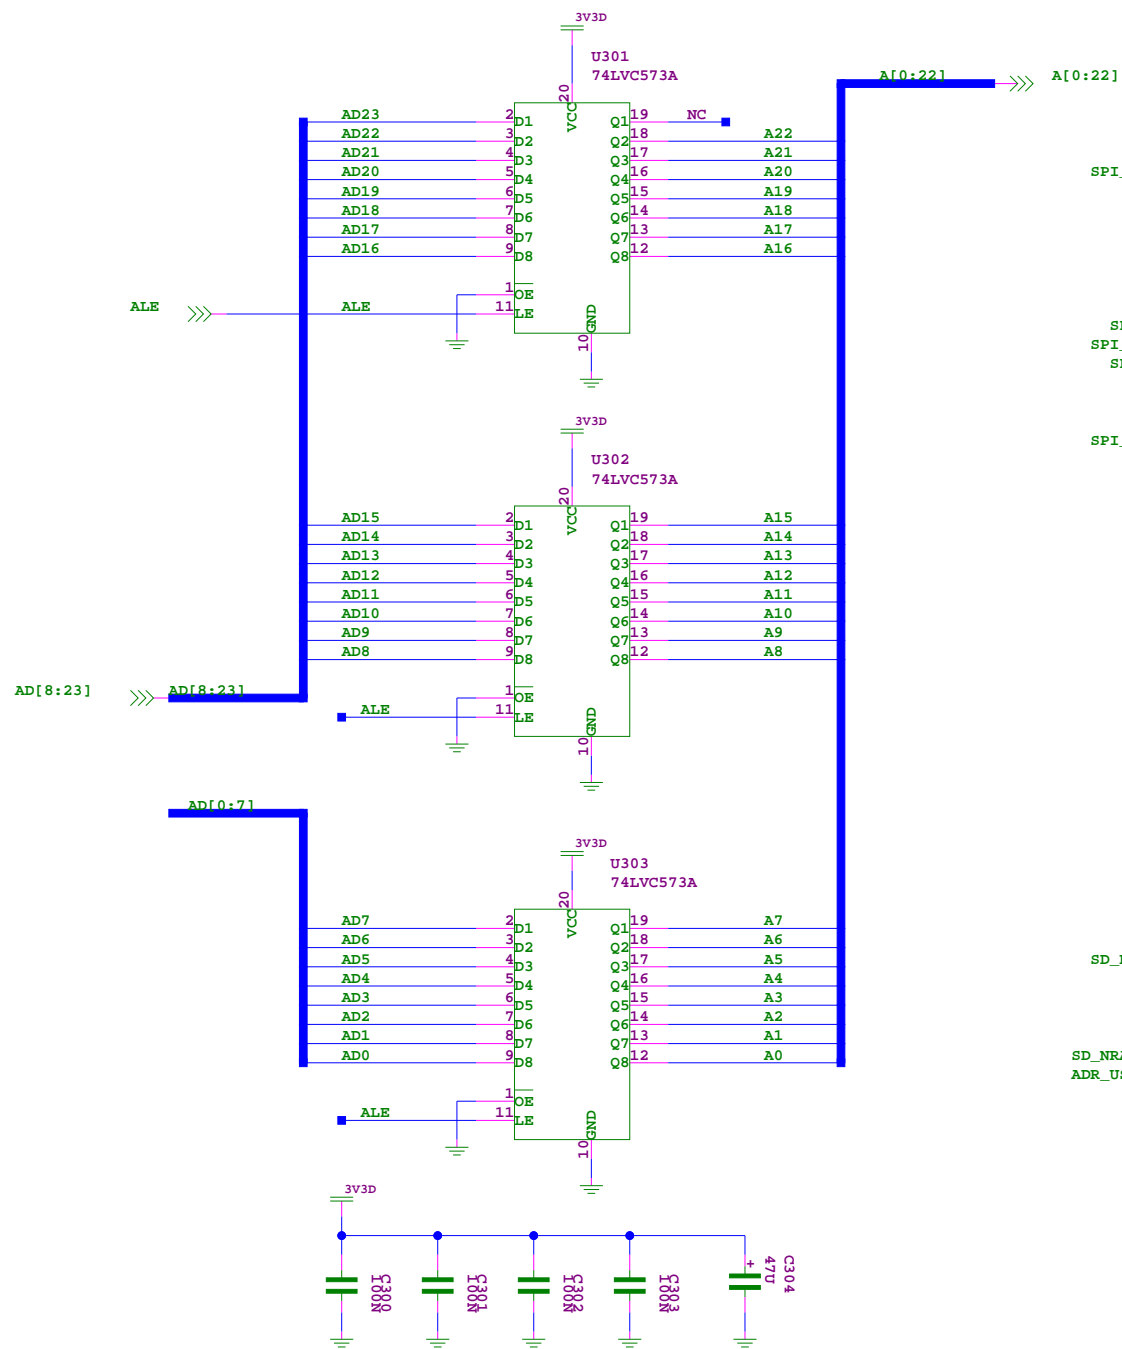 3V3D
U301
74LVC573A
A[0:22] A[0:22]
20
VCC
AD23 2 D1 Q1 19 NC
AD22 3 D2 Q2 18 A22
AD21 4 D3 Q3 17 A21
AD20 5 D4 Q4 16 A20
SPI_
AD19 6 D5 Q5 15 A19
AD18 7 D6 Q6 14 A18
AD17 8 D7 Q7 13 A17
AD16 9 D8 Q8 12 A16
1 OE
ALE ALE 11 LE
GND
10
SPI_
3V3D
U302
74LVC573A
SPI_
20
VCC
AD15 2 D1 Q1 19 A15
AD14 3 D2 Q2 18 A14
AD13 4 D3 Q3 17 A13
AD12 5 D4 Q4 16 A12
AD11 6 D5 Q5 15 A11
AD10 7 D6 Q6 14 A10
AD9 8 D7 Q7 13 A9
AD8 9 D8 Q8 12 A8
AD[8:23] AD[8:23] 1 OE
ALE 11 LE
GND
10
AD[0:7]
3V3D
U303
74LVC573A
20
VCC
AD7 2 D1 Q1 19 A7
AD6 3 D2 Q2 18 A6
AD5 4 D3 Q3 17 A5
AD4 5 D4 Q4 16 A4
AD3 6 D5 Q5 15 A3
AD2 7 D6 Q6 14 A2
AD1 8 D7 Q7 13 A1
AD0 9 D8 Q8 12 A0
1 OE
ALE 11 LE
GND
10
3V3D
C300
100N
C301
100N
C302
100N
C303
100N
+
C304
47U